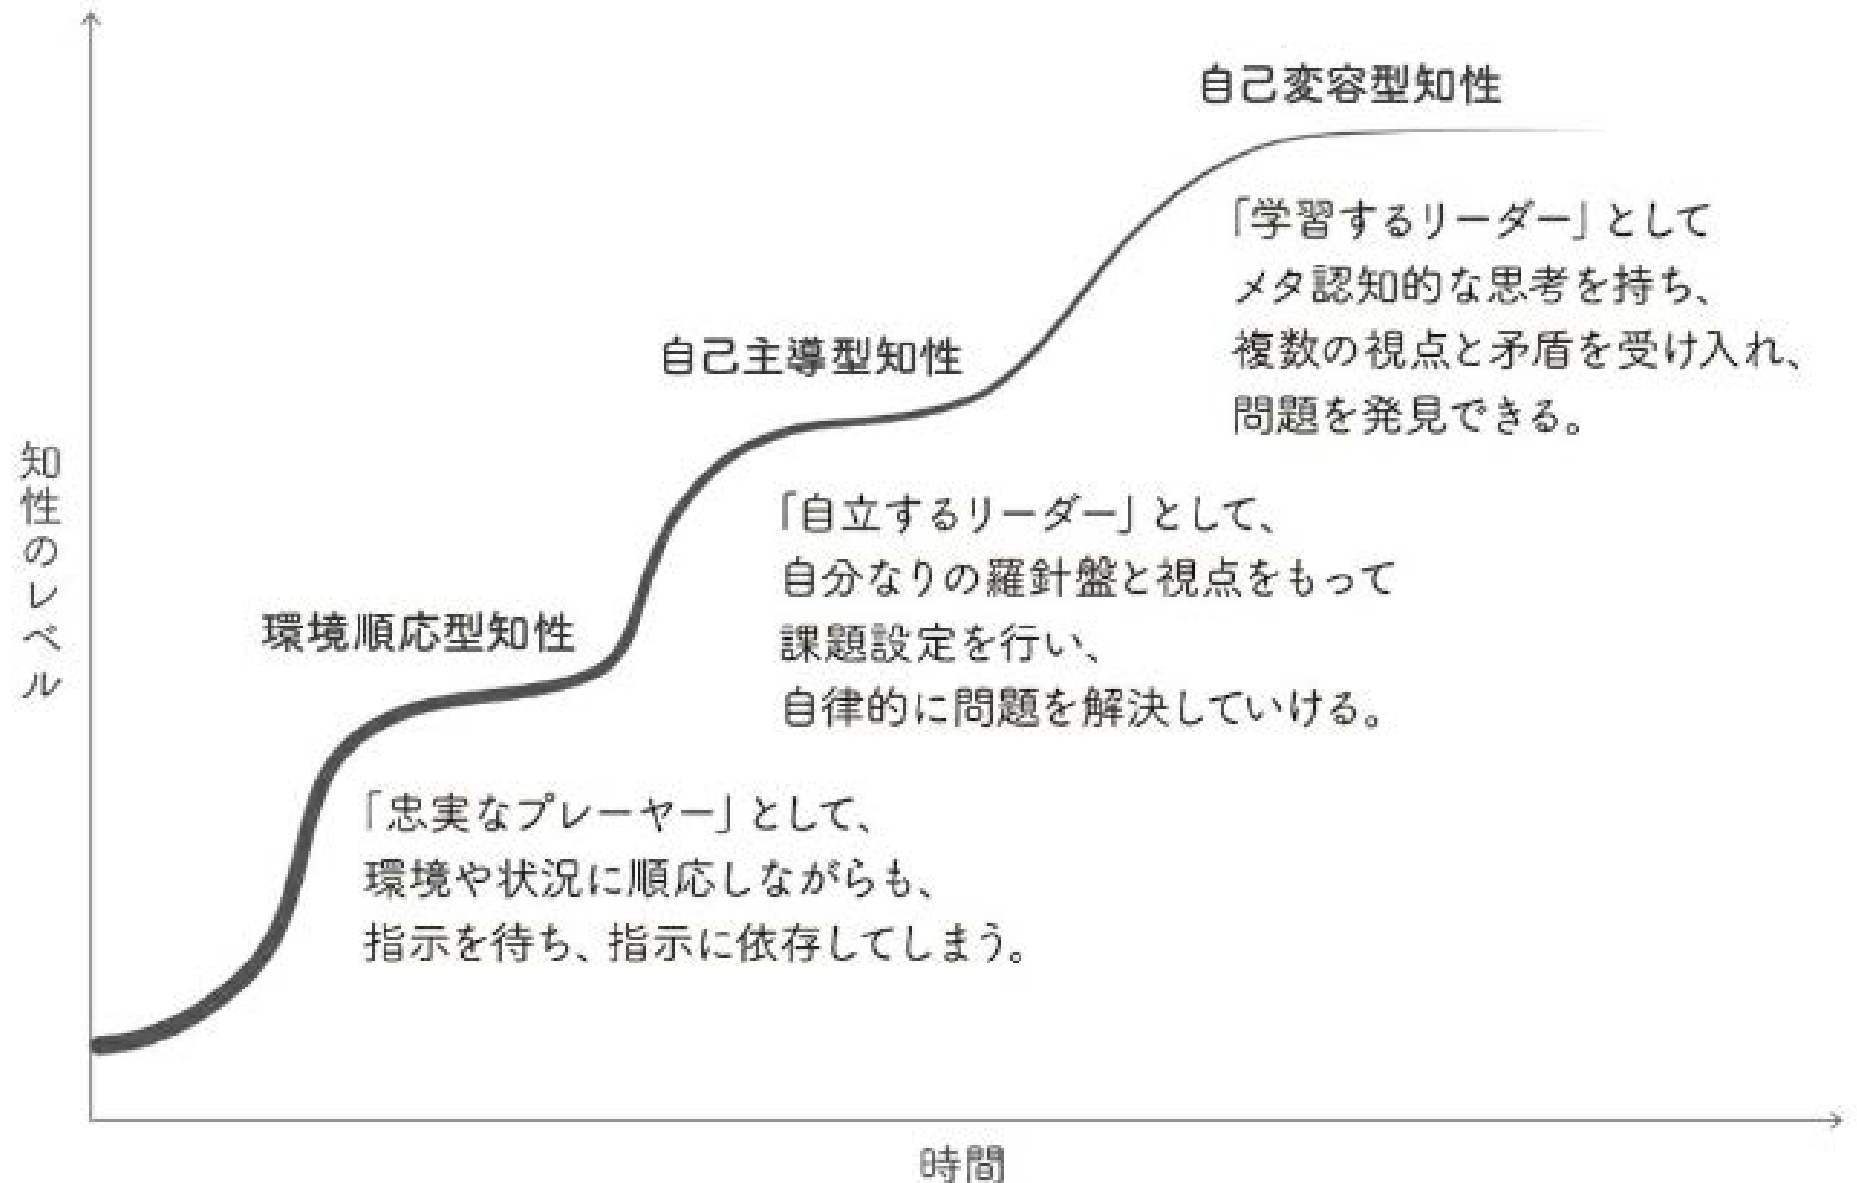 自己変容型知性
「学習するリーダー」として
メタ認知的な思考を持ち、
複数の視点と矛盾を受け入れ、
問題を発見できる。
自己主導型知性
「自立するリーダー」として、
自分なりの羅針盤と視点をもって
課題設定を行い、
自律的に問題を解決していける。
環境順応型知性
「忠実なプレーヤー」として、
環境や状況に順応しながらも、
指示を待ち、指示に依存してしまう。
知性のレベル
時間